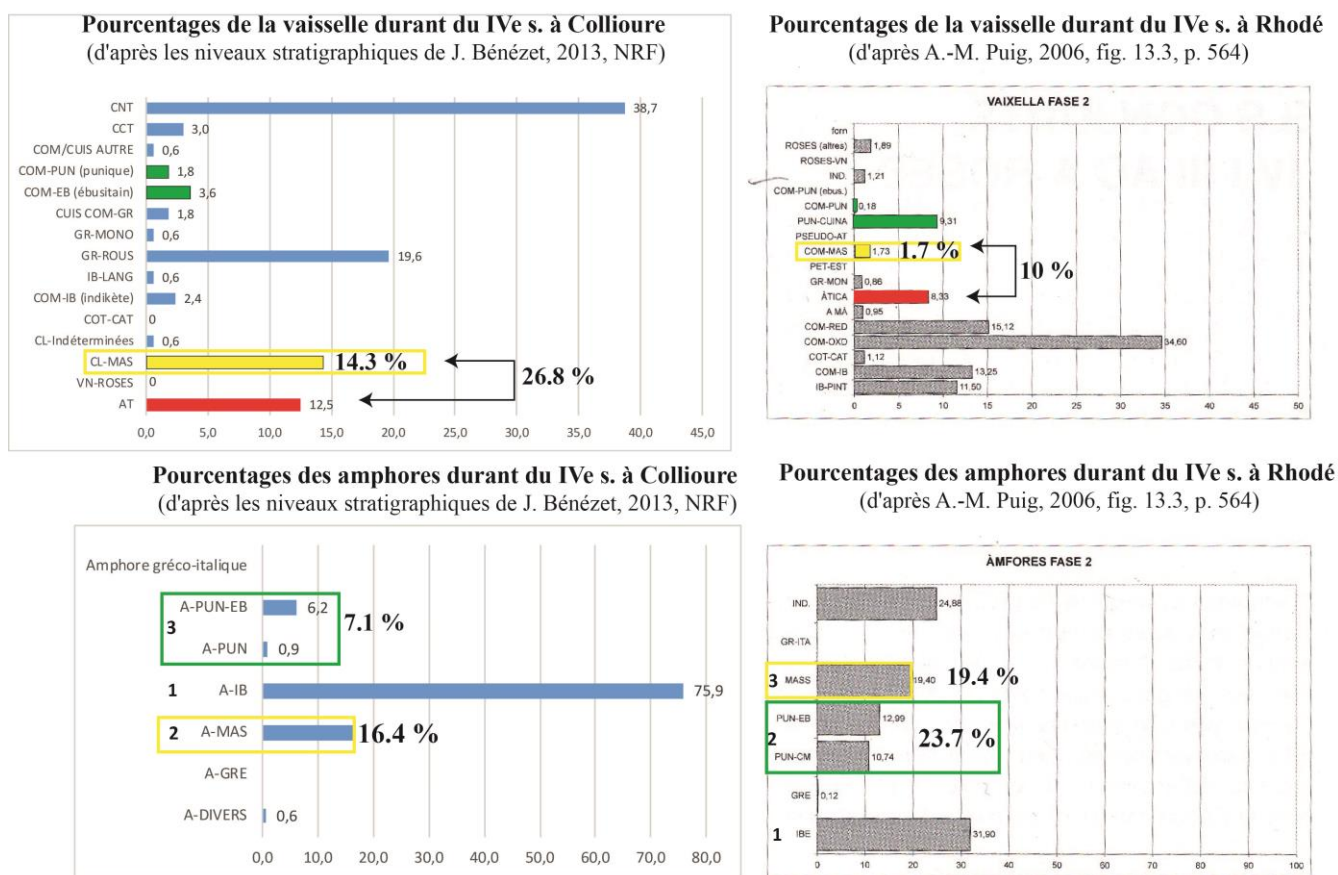 Pourcentages de la vaisselle durant du IVe s. à Collioure
(d'après les niveaux stratigraphiques de J. Bénézet, 2013, NRF)
CNT 38,7
CCT 3,0
COM/CUIS AUTRE 0,6
COM-PUN (punique) 1,8
COM-EB (ébusitain) 3,6
CUIS COM-GR 1,8
GR-MONO 0,6
GR-ROUS 19,6
IB-LANG 0,6
COM-IB (indikète) 2,4
COT-CAT 0
CL-Indéterminées 0,6
CL-MAS 14.3 %
26.8 %
VN-ROSES 0
AT 12,5
0,0 5,0 10,0 15,0 20,0 25,0 30,0 35,0 40,0 45,0
Pourcentages de la vaisselle durant du IVe s. à Rhodé
(d'après A.-M. Puig, 2006, fig. 13.3, p. 564)
VAIXELLA FASE 2
forn
ROSES (altres) 1,89
ROSES-VN
IND. 1,21
COM-PUN (ebus.)
COM-PUN 0,18
PUN-CUINA 9,31
PSEUDO-AT
COM-MAS 1,73 1.7 %
10 %
PET-EST
GR-MON 0,86
ÀTICA 8,33
A MÀ 0,95
COM-RED 15,12
COM-OXD 34,60
COT-CAT 1,12
COM-IB 13,25
IB-PINT 11,50
0 5 10 15 20 25 30 35 40 45 50
Pourcentages des amphores durant du IVe s. à Collioure
(d'après les niveaux stratigraphiques de J. Bénézet, 2013, NRF)
Amphore gréco-italique
A-PUN-EB 6,2
3 7.1 %
A-PUN 0,9
1 A-IB 75,9
2 A-MAS 16.4 %
A-GRE
A-DIVERS 0,6
0,0 10,0 20,0 30,0 40,0 50,0 60,0 70,0 80,0
Pourcentages des amphores durant du IVe s. à Rhodé
(d'après A.-M. Puig, 2006, fig. 13.3, p. 564)
ÀMFORES FASE 2
IND. 24,88
GR-ITA
3 MASS 19,40 19.4 %
PUN-EB 12,99
2 23.7 %
PUN-CM 10,74
GRE 0,12
1 IBE 31,90
0 10 20 30 40 50 60 70 80 90 100